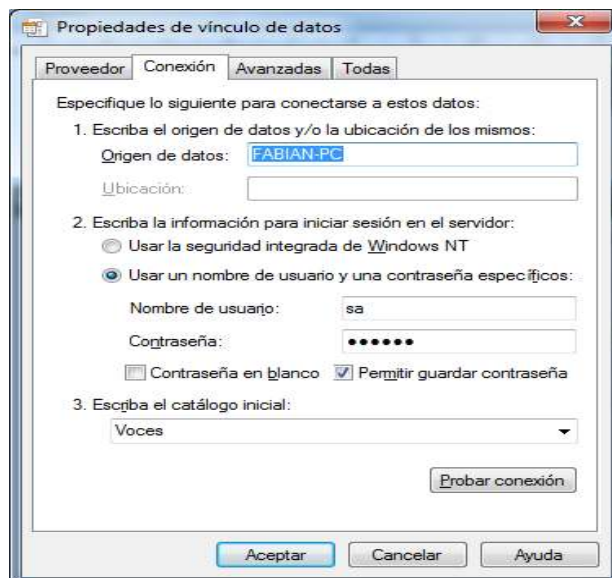 Propiedades de vínculo de datos
Proveedor Conexión Avanzadas Todas
Especifique lo siguiente para conectarse a estos datos:
1. Escriba el origen de datos y/o la ubicación de los mismos:
Origen de datos: FABIAN-PC
Ubicación:
2. Escriba la información para iniciar sesión en el servidor:
Usar la seguridad integrada de Windows NT
Usar un nombre de usuario y una contraseña específicos:
Nombre de usuario: sa
Contraseña: ●●●●●●
Contraseña en blanco Permitir guardar contraseña
3. Escriba el catálogo inicial:
Voces
Probar conexión
Aceptar Cancelar Ayuda